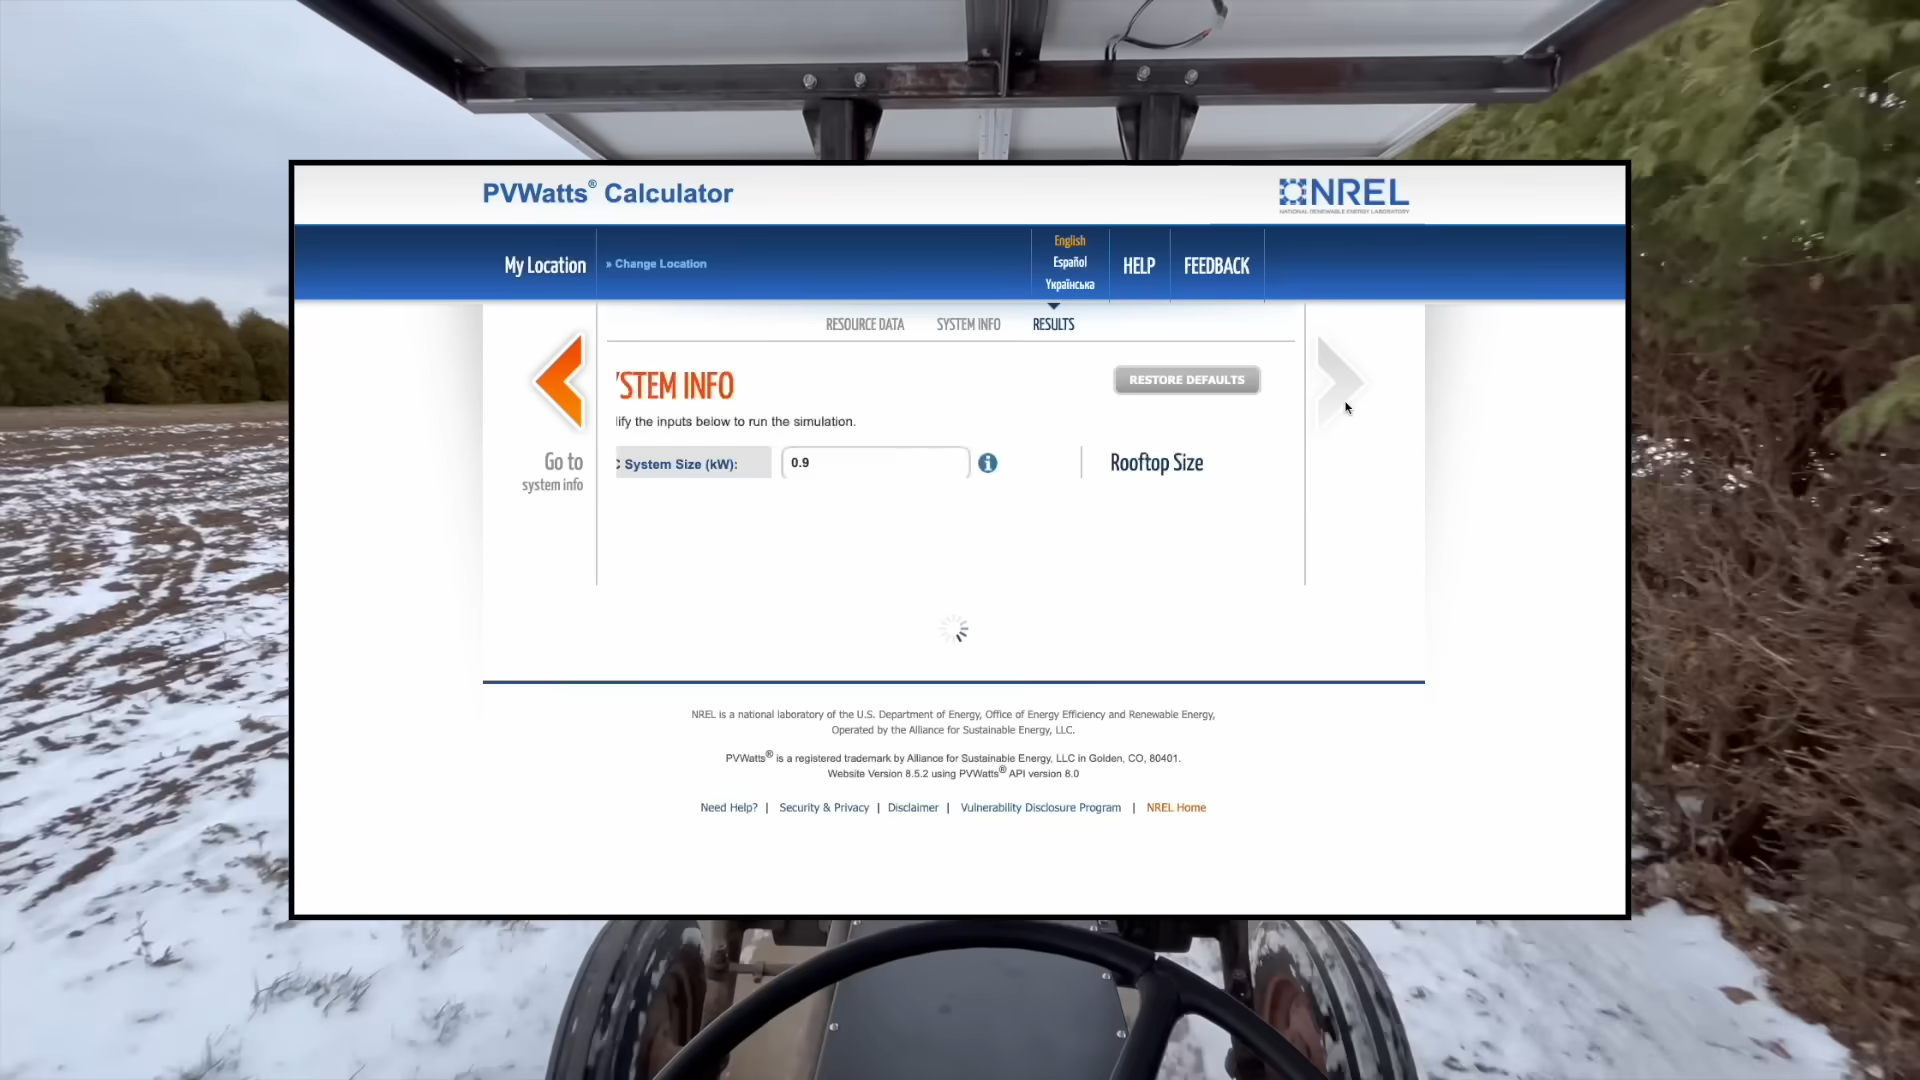 PVWatts® Calculator
NREL
NATIONAL RENEWABLE ENERGY LABORATORY
My Location
» Change Location
English
Español
Українська
HELP
FEEDBACK
RESOURCE DATA
SYSTEM INFO
RESULTS
STEM INFO
RESTORE DEFAULTS
ify the inputs below to run the simulation.
Go to
system info
System Size (kW):
0.9
i
Rooftop Size
NREL is a national laboratory of the U.S. Department of Energy, Office of Energy Efficiency and Renewable Energy,
Operated by the Alliance for Sustainable Energy, LLC.
PVWatts® is a registered trademark by Alliance for Sustainable Energy, LLC in Golden, CO, 80401.
Website Version 8.5.2 using PVWatts® API version 8.0
Need Help? | Security & Privacy | Disclaimer | Vulnerability Disclosure Program | NREL Home